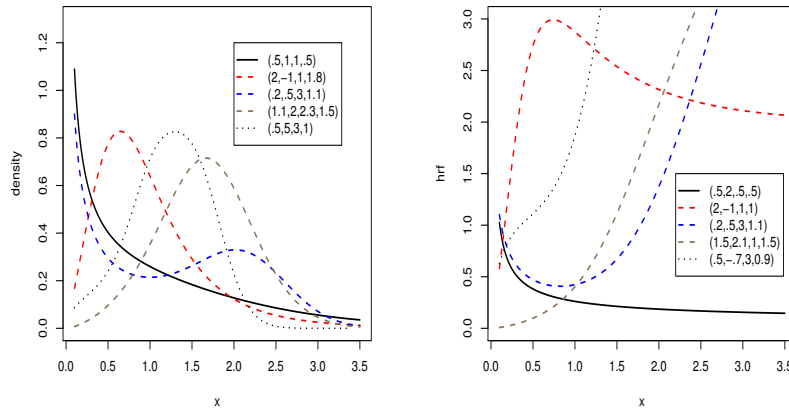 density
0.0 0.2 0.4 0.6 0.8 1.0 1.2
(.5,1,1,.5)
(2,−1,1,1.8)
(.2,.5,3,1.1)
(1.1,2,2.3,1.5)
(.5,5,3,1)
0.0 0.5 1.0 1.5 2.0 2.5 3.0 3.5
x
hrf
0.0 0.5 1.0 1.5 2.0 2.5 3.0
(.5,2,.5,.5)
(2,−1,1,1)
(.2,.5,3,1.1)
(1.5,2.1,1,1.5)
(.5,−.7,3,0.9)
0.0 0.5 1.0 1.5 2.0 2.5 3.0 3.5
x